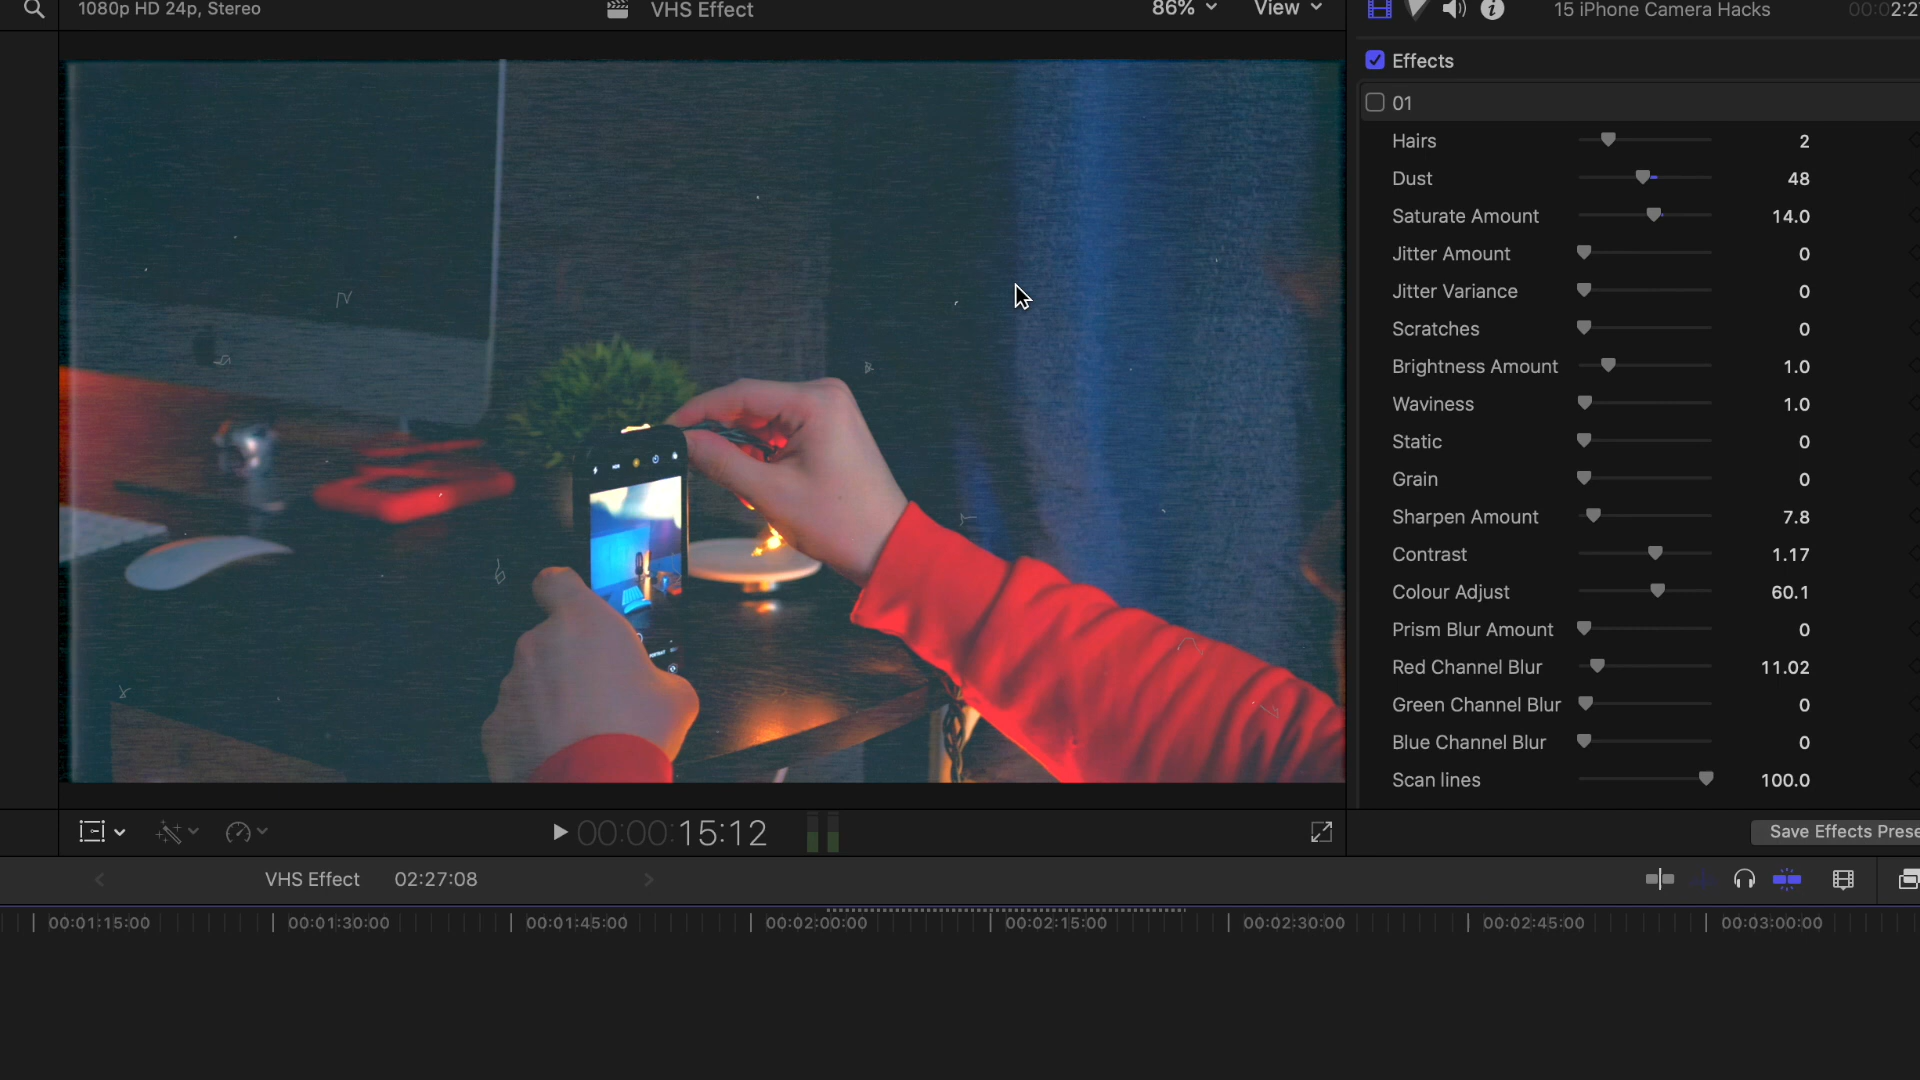 1080p HD 24p, Stereo
VHS Effect
86%
View
15 iPhone Camera Hacks
00:02:2
Effects
01
Hairs 2
Dust 48
Saturate Amount 14.0
Jitter Amount 0
Jitter Variance 0
Scratches 0
Brightness Amount 1.0
Waviness 1.0
Static 0
Grain 0
Sharpen Amount 7.8
Contrast 1.17
Colour Adjust 60.1
Prism Blur Amount 0
Red Channel Blur 11.02
Green Channel Blur 0
Blue Channel Blur 0
Scan lines 100.0
00:00:15:12
Save Effects Prese
VHS Effect 02:27:08
00:01:15:00 00:01:30:00 00:01:45:00 00:02:00:00 00:02:15:00 00:02:30:00 00:02:45:00 00:03:00:00